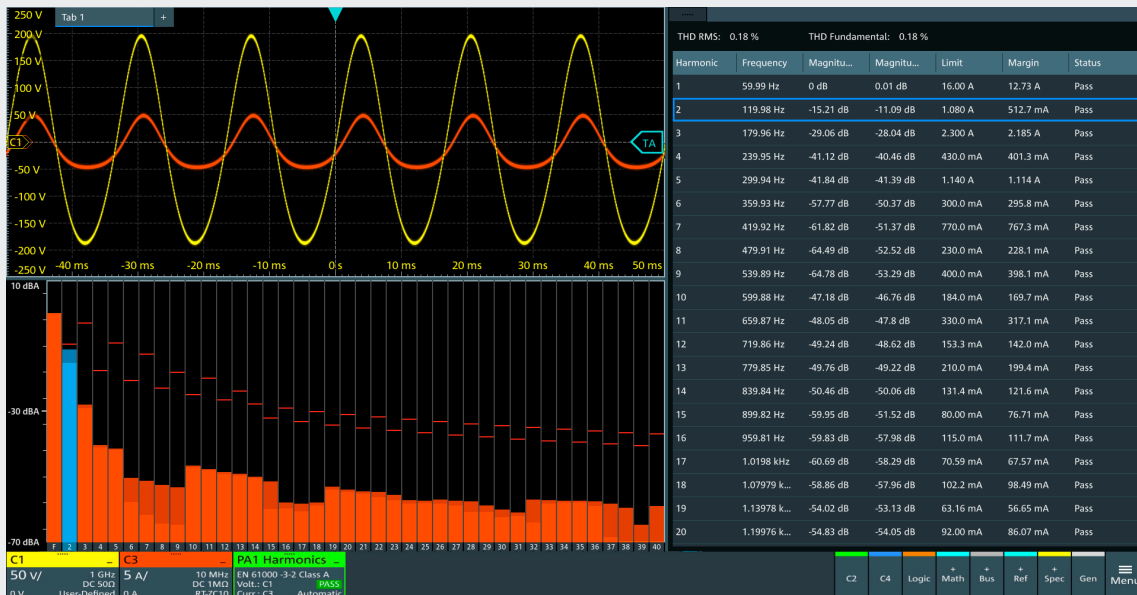 250 V
Tab 1
+
200 V
150 V
100 V
50 V
C1
TA
-50 V
-100 V
-150 V
-200 V
-250 V
-40 ms -30 ms -20 ms -10 ms 0 s 10 ms 20 ms 30 ms 40 ms 50 ms
10 dBA
-30 dBA
-70 dBA
F 2 3 4 5 6 7 8 9 10 11 12 13 14 15 16 17 18 19 20 21 22 23 24 25 26 27 28 29 30 31 32 33 34 35 36 37 38 39 40
THD RMS: 0.18 % THD Fundamental: 0.18 %
Harmonic Frequency Magnitu... Magnitu... Limit Margin Status
1 59.99 Hz 0 dB 0.01 dB 16.00 A 12.73 A Pass
2 119.98 Hz -15.21 dB -11.09 dB 1.080 A 512.7 mA Pass
3 179.96 Hz -29.06 dB -28.04 dB 2.300 A 2.185 A Pass
4 239.95 Hz -41.12 dB -40.46 dB 430.0 mA 401.3 mA Pass
5 299.94 Hz -41.84 dB -41.39 dB 1.140 A 1.114 A Pass
6 359.93 Hz -57.77 dB -50.37 dB 300.0 mA 295.8 mA Pass
7 419.92 Hz -61.82 dB -51.37 dB 770.0 mA 767.3 mA Pass
8 479.91 Hz -64.49 dB -52.52 dB 230.0 mA 228.1 mA Pass
9 539.89 Hz -64.78 dB -53.29 dB 400.0 mA 398.1 mA Pass
10 599.88 Hz -47.18 dB -46.76 dB 184.0 mA 169.7 mA Pass
11 659.87 Hz -48.05 dB -47.8 dB 330.0 mA 317.1 mA Pass
12 719.86 Hz -49.24 dB -48.62 dB 153.3 mA 142.0 mA Pass
13 779.85 Hz -49.76 dB -49.22 dB 210.0 mA 199.4 mA Pass
14 839.84 Hz -50.46 dB -50.06 dB 131.4 mA 121.6 mA Pass
15 899.82 Hz -59.95 dB -51.52 dB 80.00 mA 76.71 mA Pass
16 959.81 Hz -59.83 dB -57.98 dB 115.0 mA 111.7 mA Pass
17 1.0198 kHz -60.69 dB -58.29 dB 70.59 mA 67.57 mA Pass
18 1.07979 k... -58.86 dB -57.96 dB 102.2 mA 98.49 mA Pass
19 1.13978 k... -54.02 dB -53.13 dB 63.16 mA 56.65 mA Pass
20 1.19976 k... -54.83 dB -54.05 dB 92.00 mA 86.07 mA Pass
C1
50 V/ 1 GHz
DC 50Ω
0 V User-Defined
C3
5 A/ 10 MHz
DC 1MΩ
0 A RT-ZC10
PA1 Harmonics
EN 61000 -3-2 Class A
Volt.: C1 PASS
Curr.: C3 Automatic
C2 C4 Logic + Math + Bus + Ref + Spec Gen Menu